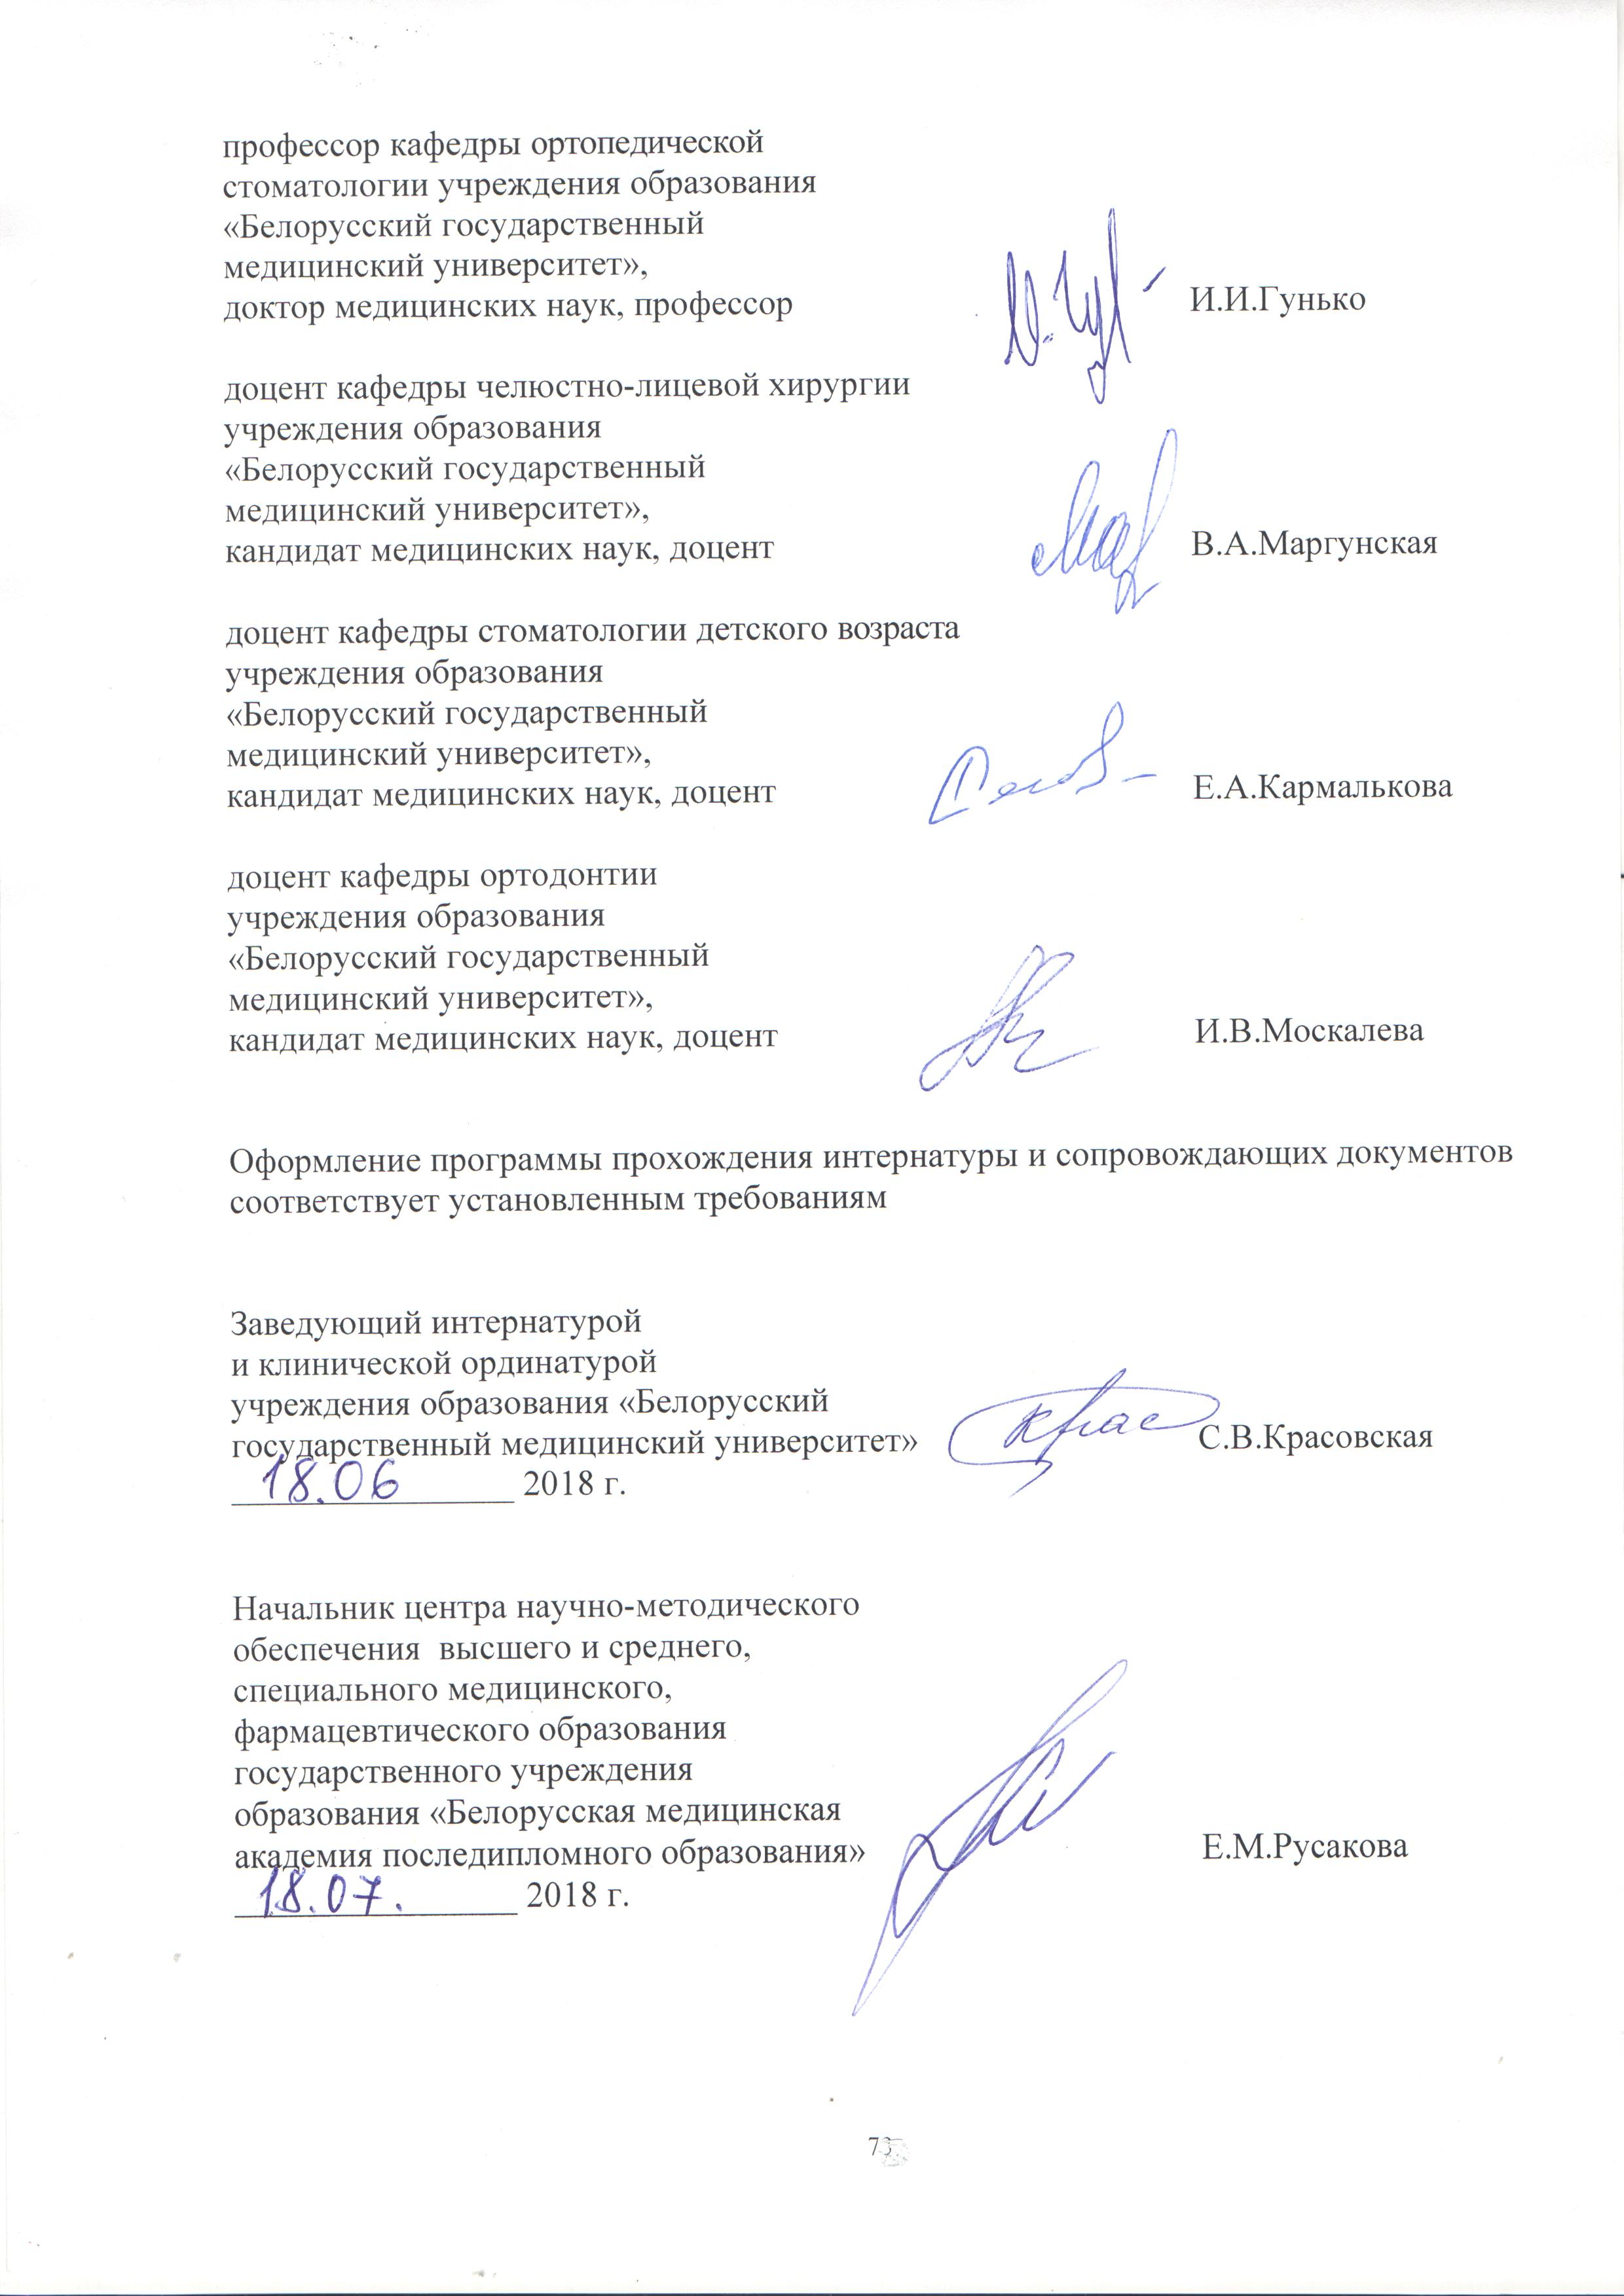 профессор кафедры ортопедической
стоматологии учреждения образования
«Белорусский государственный
медицинский университет»,
доктор медицинских наук, профессор И.И.Гунько
доцент кафедры челюстно-лицевой хирургии
учреждения образования
«Белорусский государственный
медицинский университет»,
кандидат медицинских наук, доцент В.А.Маргунская
доцент кафедры стоматологии детского возраста
учреждения образования
«Белорусский государственный
медицинский университет»,
кандидат медицинских наук, доцент Е.А.Кармалькова
доцент кафедры ортодонтии
учреждения образования
«Белорусский государственный
медицинский университет»,
кандидат медицинских наук, доцент И.В.Москалева
Оформление программы прохождения интернатуры и сопровождающих документов
соответствует установленным требованиям
Заведующий интернатурой
и клинической ординатурой
учреждения образования «Белорусский
государственный медицинский университет» С.В.Красовская
18.06 2018 г.
Начальник центра научно-методического
обеспечения высшего и среднего,
специального медицинского,
фармацевтического образования
государственного учреждения
образования «Белорусская медицинская
академия последипломного образования» Е.М.Русакова
18.07. 2018 г.